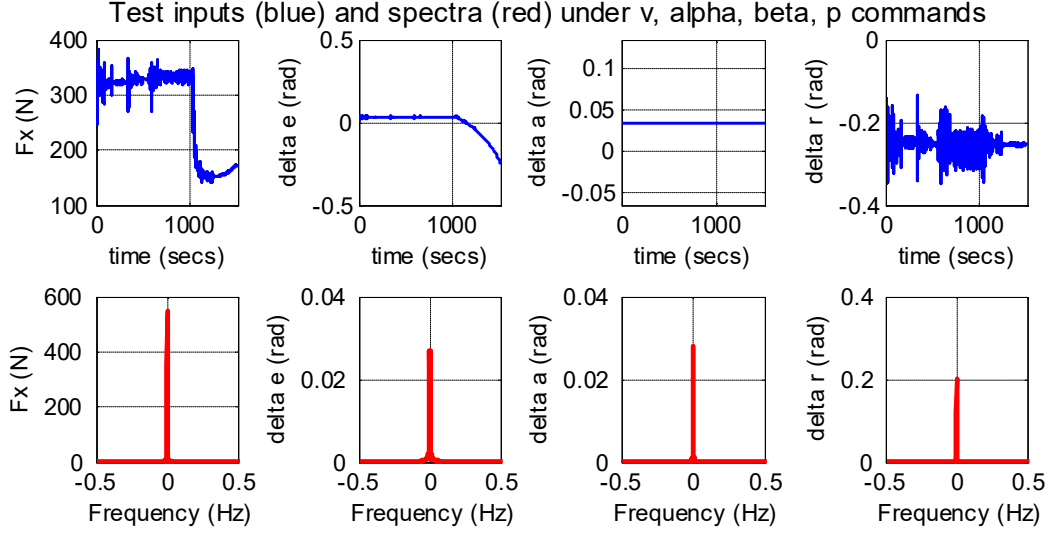 Test inputs (blue) and spectra (red) under v, alpha, beta, p commands
Fx (N)
400
300
200
100
0
1000
time (secs)
delta e (rad)
0.5
0
-0.5
0
1000
time (secs)
delta a (rad)
0.1
0.05
0
-0.05
0
1000
time (secs)
delta r (rad)
0
-0.2
-0.4
0
1000
time (secs)
Fx (N)
600
400
200
0
-0.5
0
0.5
Frequency (Hz)
delta e (rad)
0.04
0.02
0
-0.5
0
0.5
Frequency (Hz)
delta a (rad)
0.04
0.02
0
-0.5
0
0.5
Frequency (Hz)
delta r (rad)
0.4
0.2
0
-0.5
0
0.5
Frequency (Hz)